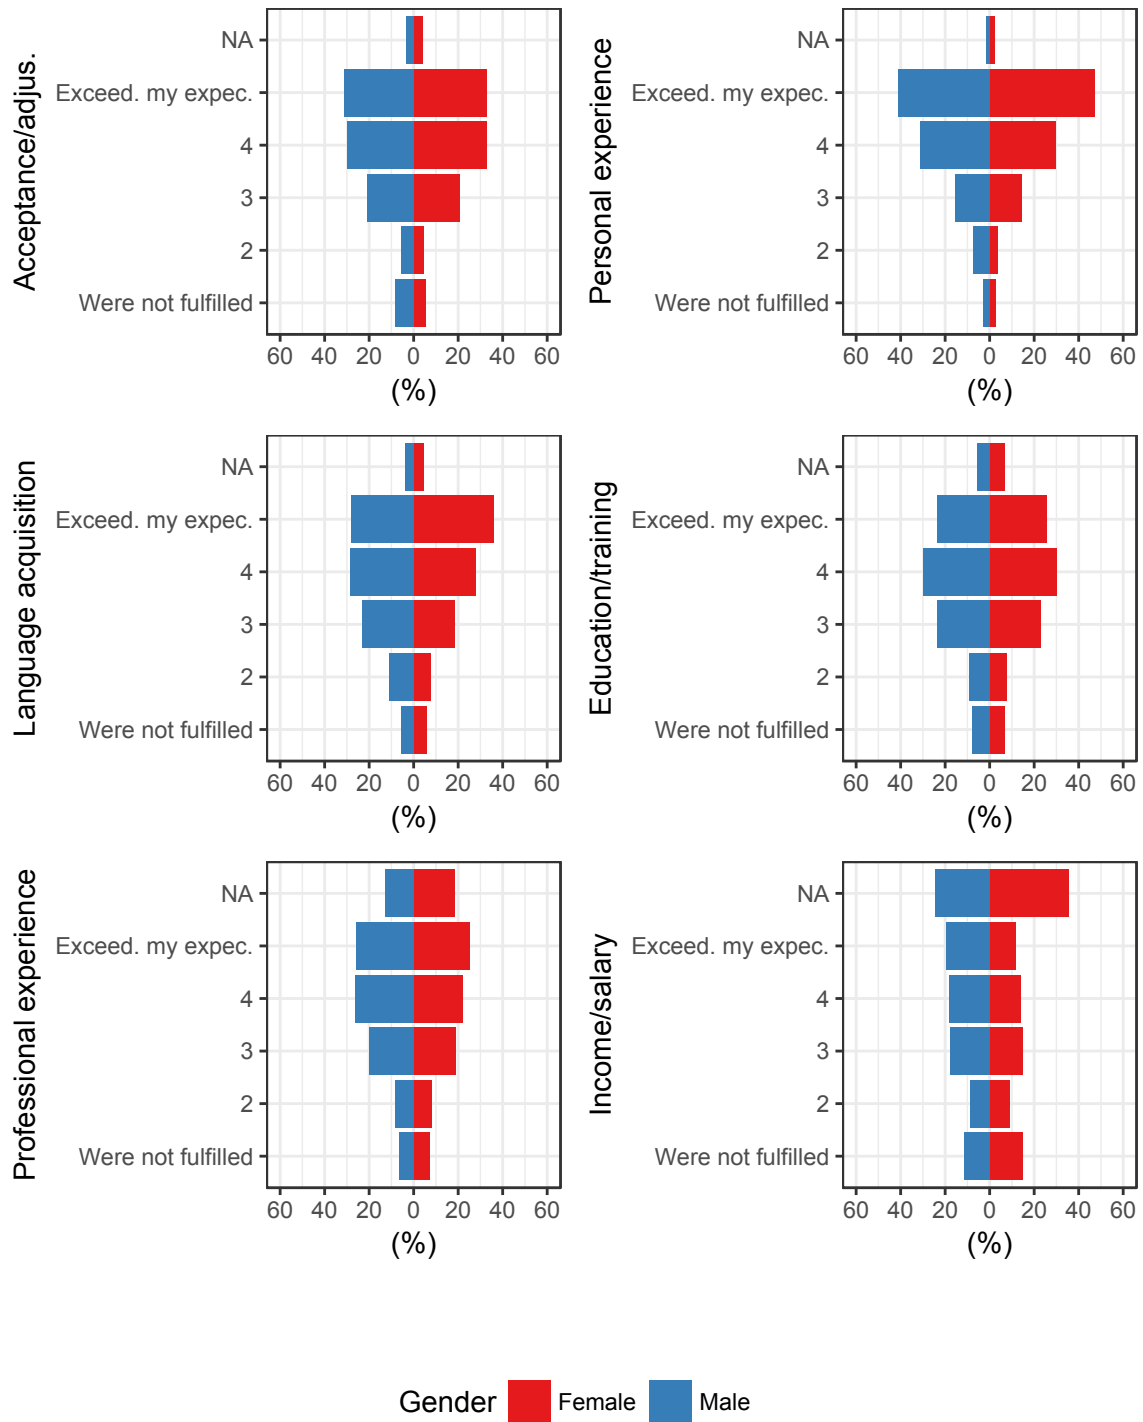 Acceptance/adjus.
NA
Exceed. my expec.
4
3
2
Were not fulfilled
60 40 20 0 20 40 60
(%)
Personal experience
NA
Exceed. my expec.
4
3
2
Were not fulfilled
60 40 20 0 20 40 60
(%)
Language acquisition
NA
Exceed. my expec.
4
3
2
Were not fulfilled
60 40 20 0 20 40 60
(%)
Education/training
NA
Exceed. my expec.
4
3
2
Were not fulfilled
60 40 20 0 20 40 60
(%)
Professional experience
NA
Exceed. my expec.
4
3
2
Were not fulfilled
60 40 20 0 20 40 60
(%)
Income/salary
NA
Exceed. my expec.
4
3
2
Were not fulfilled
60 40 20 0 20 40 60
(%)
Gender Female Male